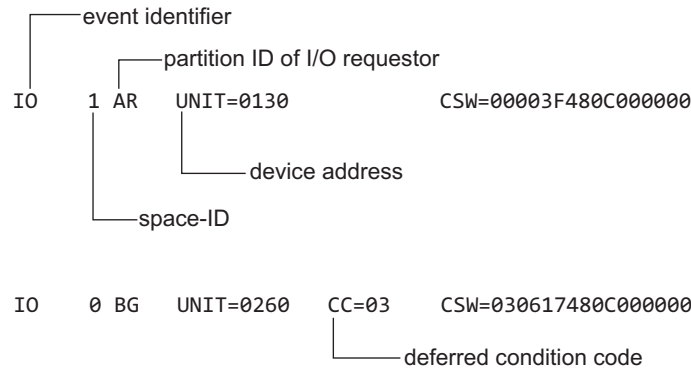 event identifier
partition ID of I/O requestor
IO 1 AR UNIT=0130 CSW=00003F480C000000
device address
space-ID
IO 0 BG UNIT=0260 CC=03 CSW=030617480C000000
deferred condition code